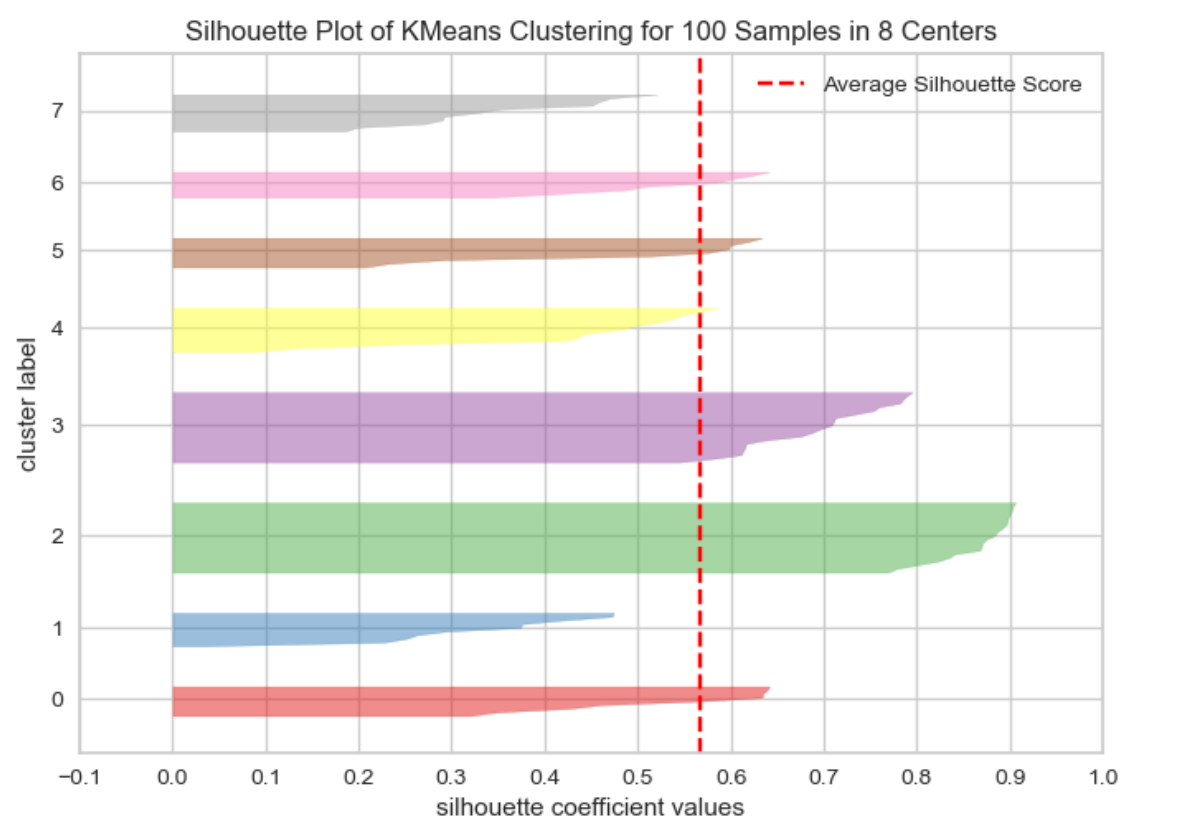 Silhouette Plot of KMeans Clustering for 100 Samples in 8 Centers
Average Silhouette Score
7
6
5
4
3
2
1
0
cluster label
−0.1 0.0 0.1 0.2 0.3 0.4 0.5 0.6 0.7 0.8 0.9 1.0
silhouette coefficient values